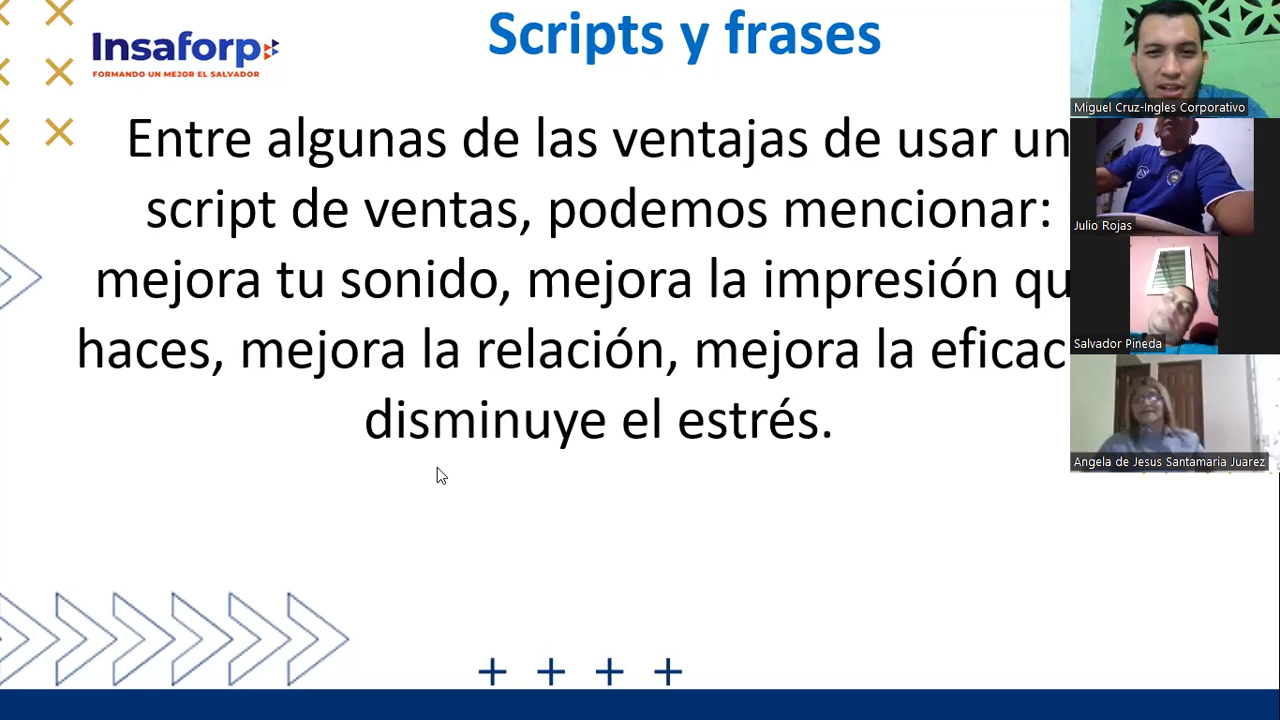 Scripts y frases
Insaforp
FORMANDO UN MEJOR EL SALVADOR
Entre algunas de las ventajas de usar un
script de ventas, podemos mencionar:
mejora tu sonido, mejora la impresión qu
haces, mejora la relación, mejora la eficac
disminuye el estrés.
Miguel Cruz-Ingles Corporativo
Julio Rojas
Salvador Pineda
Angela de Jesus Santamaria Juarez